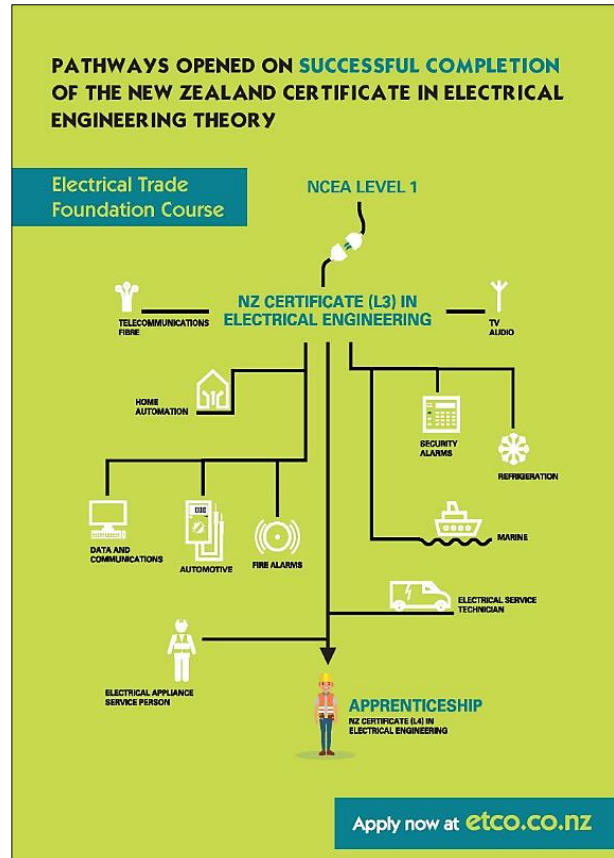 PATHWAYS OPENED ON SUCCESSFUL COMPLETION
OF THE NEW ZEALAND CERTIFICATE IN ELECTRICAL
ENGINEERING THEORY
Electrical Trade
Foundation Course
NCEA LEVEL 1
NZ CERTIFICATE (L3) IN
ELECTRICAL ENGINEERING
TELECOMMUNICATIONS
FIBRE
TV
AUDIO
HOME
AUTOMATION
SECURITY
ALARMS
REFRIGERATION
DATA AND
COMMUNICATIONS
AUTOMOTIVE
FIRE ALARMS
MARINE
ELECTRICAL SERVICE
TECHNICIAN
ELECTRICAL APPLIANCE
SERVICE PERSON
APPRENTICESHIP
NZ CERTIFICATE (L4) IN
ELECTRICAL ENGINEERING
Apply now at etco.co.nz